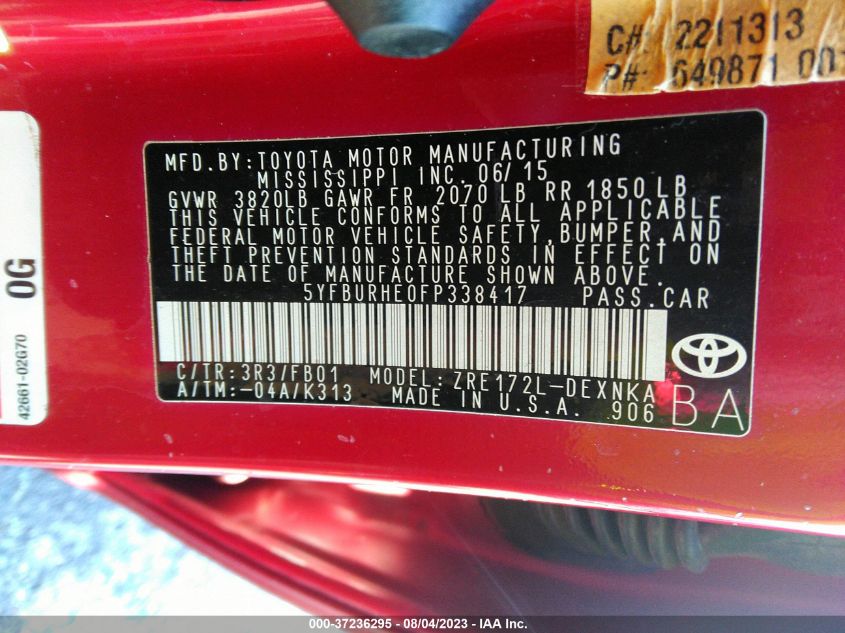 C#: 2211313
P#: 649871 001
MFD.BY:TOYOTA MOTOR MANUFACTURING
MISSISSIPPI INC. 06/15
GVWR 3820LB GAWR FR 2070 LB RR 1850 LB
THIS VEHICLE CONFORMS TO ALL APPLICABLE
FEDERAL MOTOR VEHICLE SAFETY,BUMPER,AND
THEFT PREVENTION STANDARDS IN EFFECT ON
THE DATE OF MANUFACTURE SHOWN ABOVE.
5YFBURHE0FP338417 PASS.CAR
C/TR:3R3/FB01 MODEL:ZRE172L-DEXNKA
A/TM:-04A/K313 MADE IN U.S.A. 906
BA
0G
42661-02G70
000-37236295 - 08/04/2023 - IAA Inc.